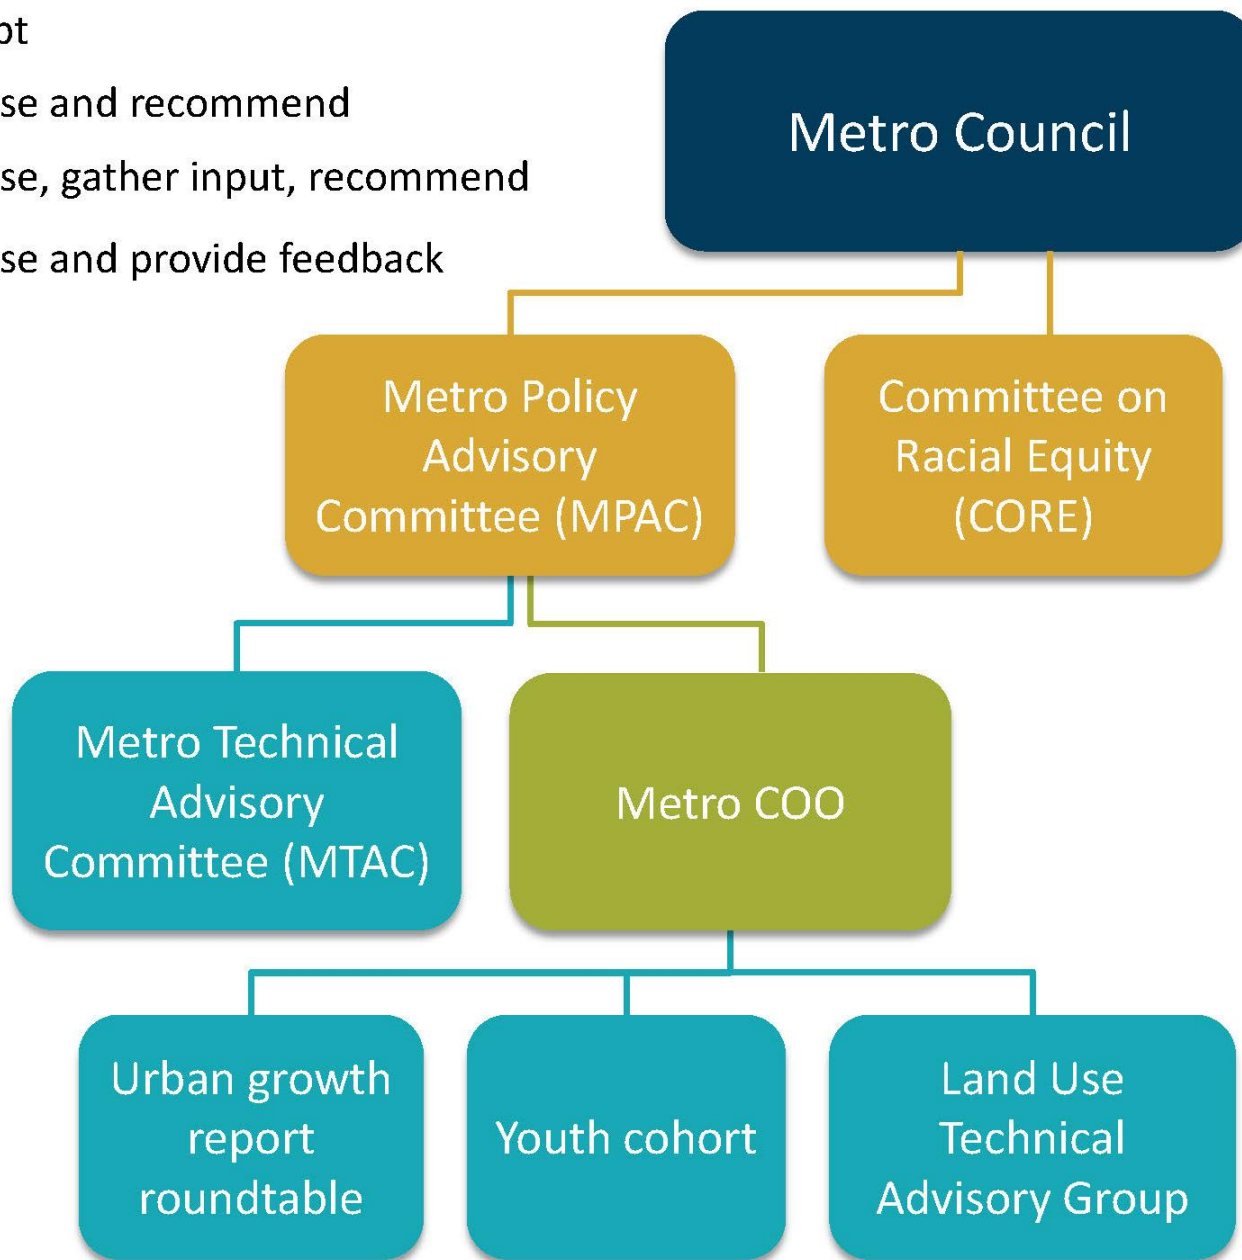 pt
se and recommend
se, gather input, recommend
se and provide feedback
Metro Council
Metro Policy
Advisory
Committee (MPAC)
Committee on
Racial Equity
(CORE)
Metro Technical
Advisory
Committee (MTAC)
Metro COO
Urban growth
report
roundtable
Youth cohort
Land Use
Technical
Advisory Group